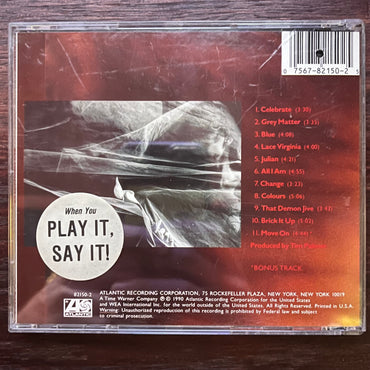 0 7567-82150-2 5
1. Celebrate (3:30)
2. Grey Matter (3:35)
3. Blue (4:08)
4. Lace Virginia (4:00)
5. Julian (4:21)
6. All I Am (4:55)
7. Change (3:23)
8. Colours (5:03)
9. That Demon Jive (3:43)
10. Brick It Up (5:02)
11. Move On (4:44)*
Produced by Tim
*BONUS TRACK
When You
PLAY IT,
SAY IT!
82150-2
ATLANTIC
ATLANTIC RECORDING CORPORATION, 75 ROCKEFELLER PLAZA, NEW YORK, NEW YORK 10019
A Time Warner Company ℗ © 1990 Atlantic Recording Corporation for the United States
and WEA International Inc. for the world outside of the United States. All Rights Reserved.
Warning: Unauthorized reproduction of this recording is prohibited by Federal law and subject
to criminal prosecution.
Printed in U.S.A.